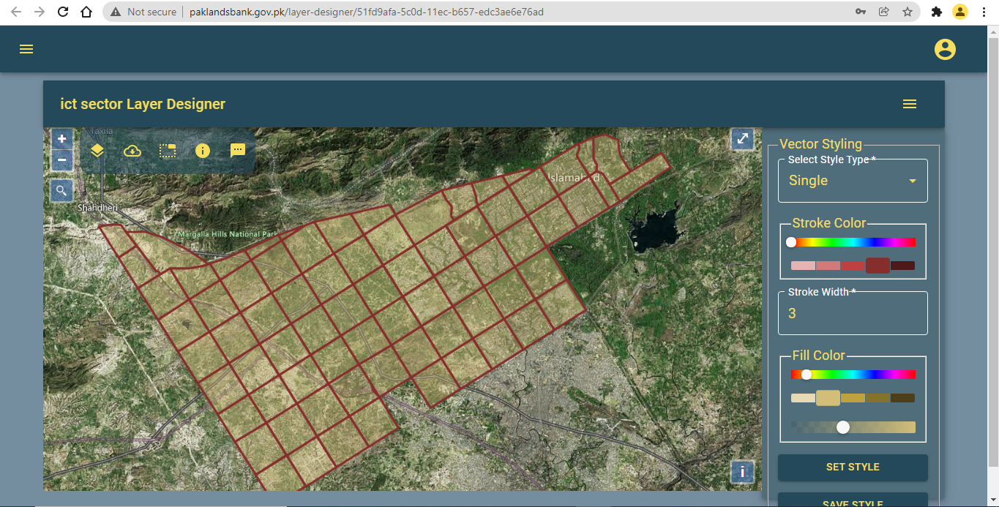 Not secure
paklandsbank.gov.pk/layer-designer/51fd9afa-5c0d-11ec-b657-edc3ae6e76ad
ict sector Layer Designer
Taxila
+
−
Islamabad
Shahdheri
Margalla Hills National Park
i
Vector Styling
Select Style Type *
Single
Stroke Color
Stroke Width *
3
Fill Color
SET STYLE
SAVE STYLE